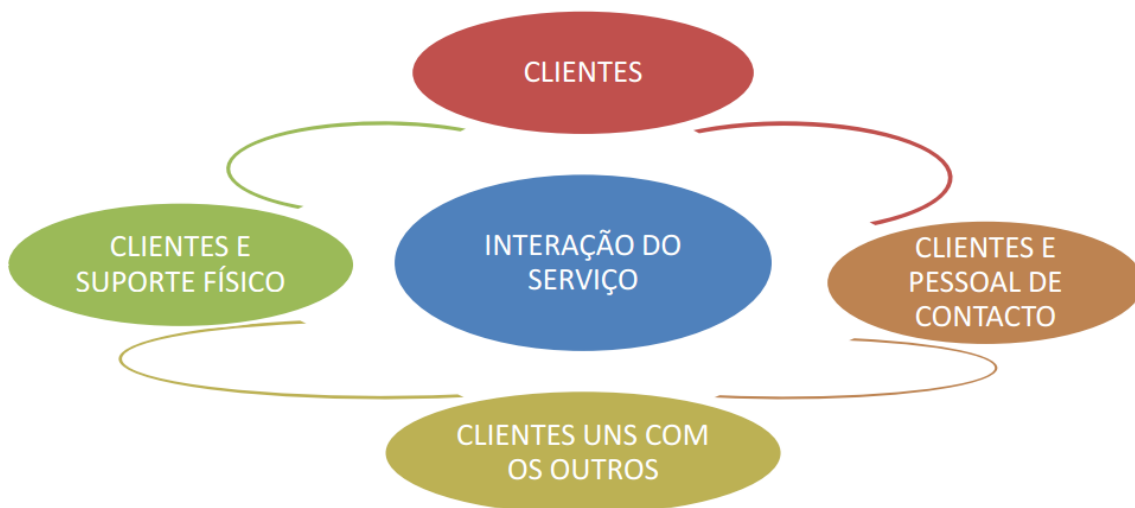 CLIENTES
CLIENTES E
SUPORTE FÍSICO
INTERAÇÃO DO
SERVIÇO
CLIENTES E
PESSOAL DE
CONTACTO
CLIENTES UNS COM
OS OUTROS